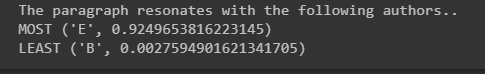 The paragraph resonates with the following authors..
MOST ('E', 0.9249653816223145)
LEAST ('B', 0.0027594901621341705)